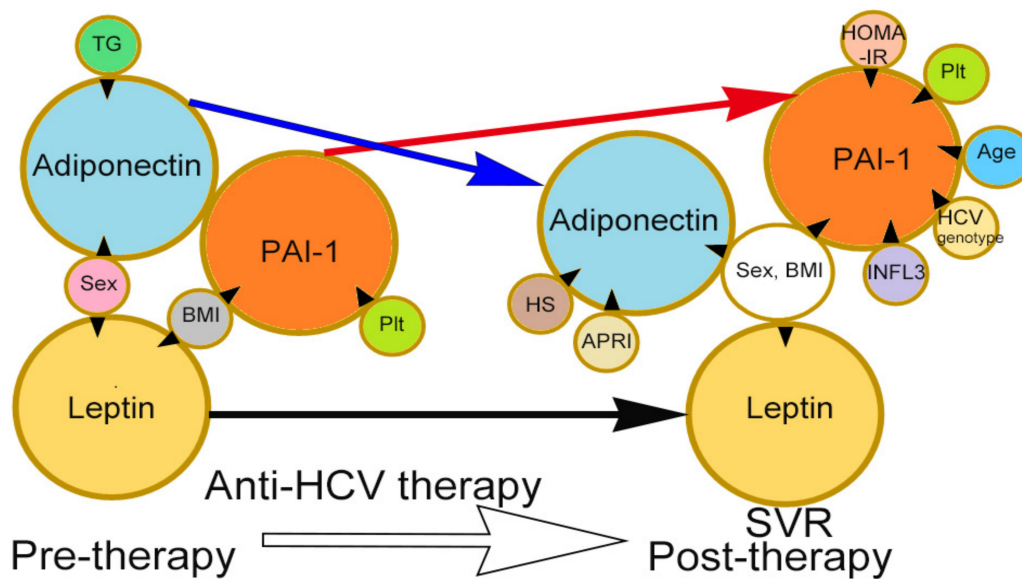 TG
Adiponectin
PAI-1
Sex
BMI
Plt
Leptin
HOMA
-IR
Plt
PAI-1
Age
HCV
genotype
INFL3
Adiponectin
Sex, BMI
HS
APRI
Leptin
Anti-HCV therapy
Pre-therapy
SVR
Post-therapy